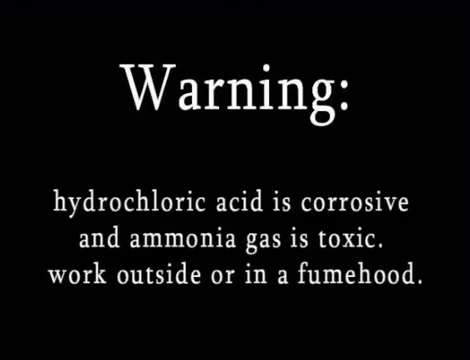 Warning:
hydrochloric acid is corrosive
and ammonia gas is toxic.
work outside or in a fumehood.